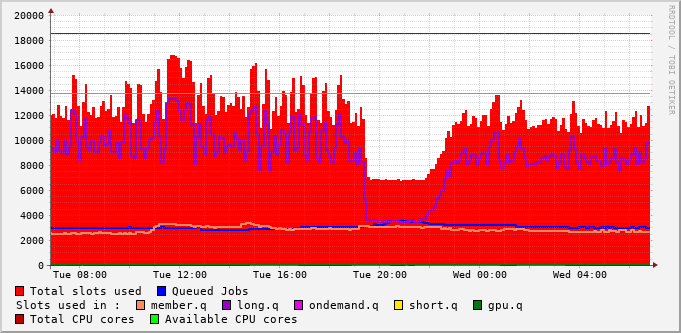 20000
18000
16000
14000
12000
10000
8000
6000
4000
2000
0
Tue 08:00 Tue 12:00 Tue 16:00 Tue 20:00 Wed 00:00 Wed 04:00
RRDTOOL / TOBI OETIKER
Total slots used Queued Jobs
Slots used in : member.q long.q ondemand.q short.q gpu.q
Total CPU cores Available CPU cores